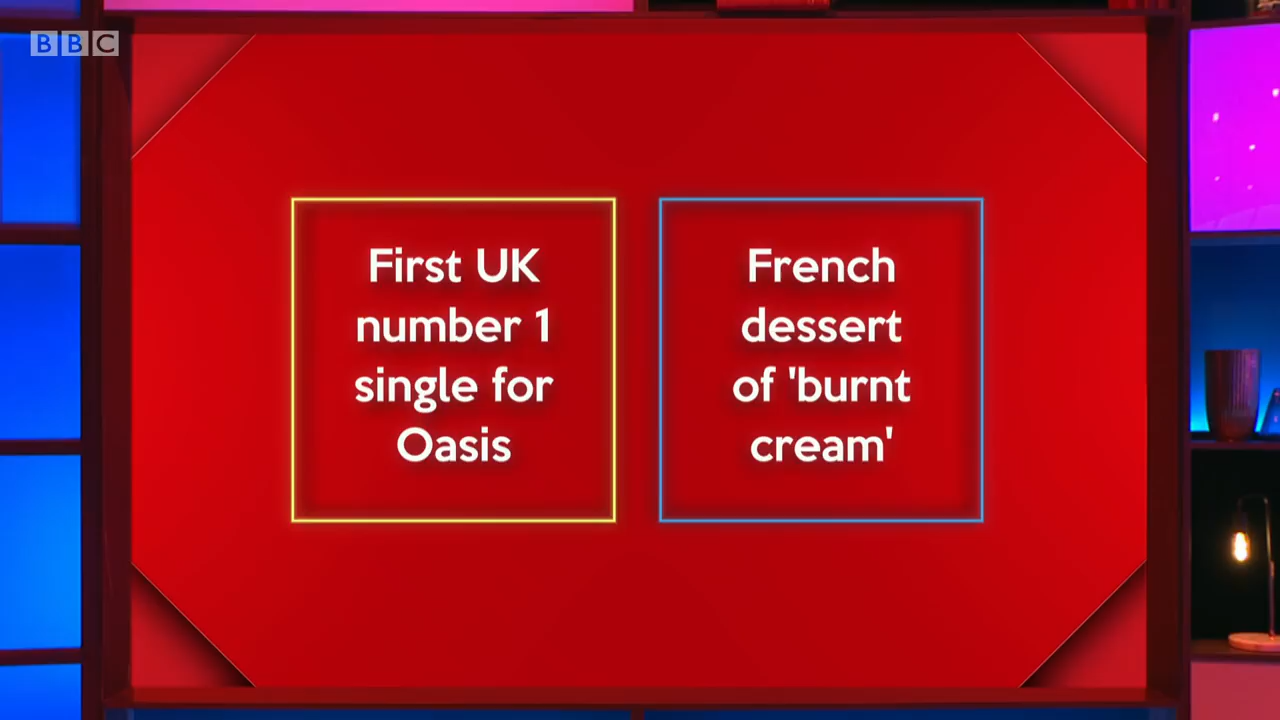 BBC
First UK
number 1
single for
Oasis
French
dessert
of 'burnt
cream'